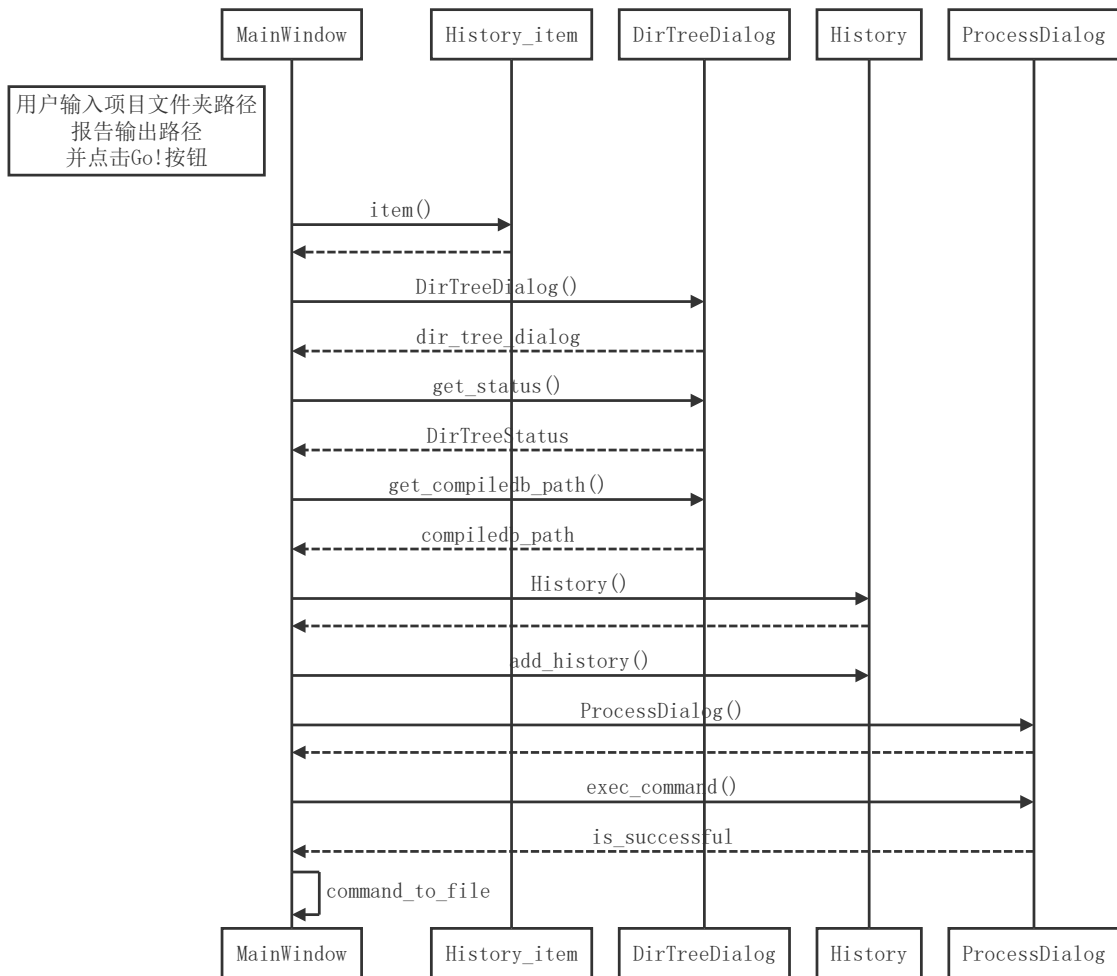 MainWindow
History_item
DirTreeDialog
History
ProcessDialog
用户输入项目文件夹路径
报告输出路径
并点击Go!按钮
item()
DirTreeDialog()
dir_tree_dialog
get_status()
DirTreeStatus
get_compiledb_path()
compiledb_path
History()
add_history()
ProcessDialog()
exec_command()
is_successful
command_to_file
MainWindow
History_item
DirTreeDialog
History
ProcessDialog